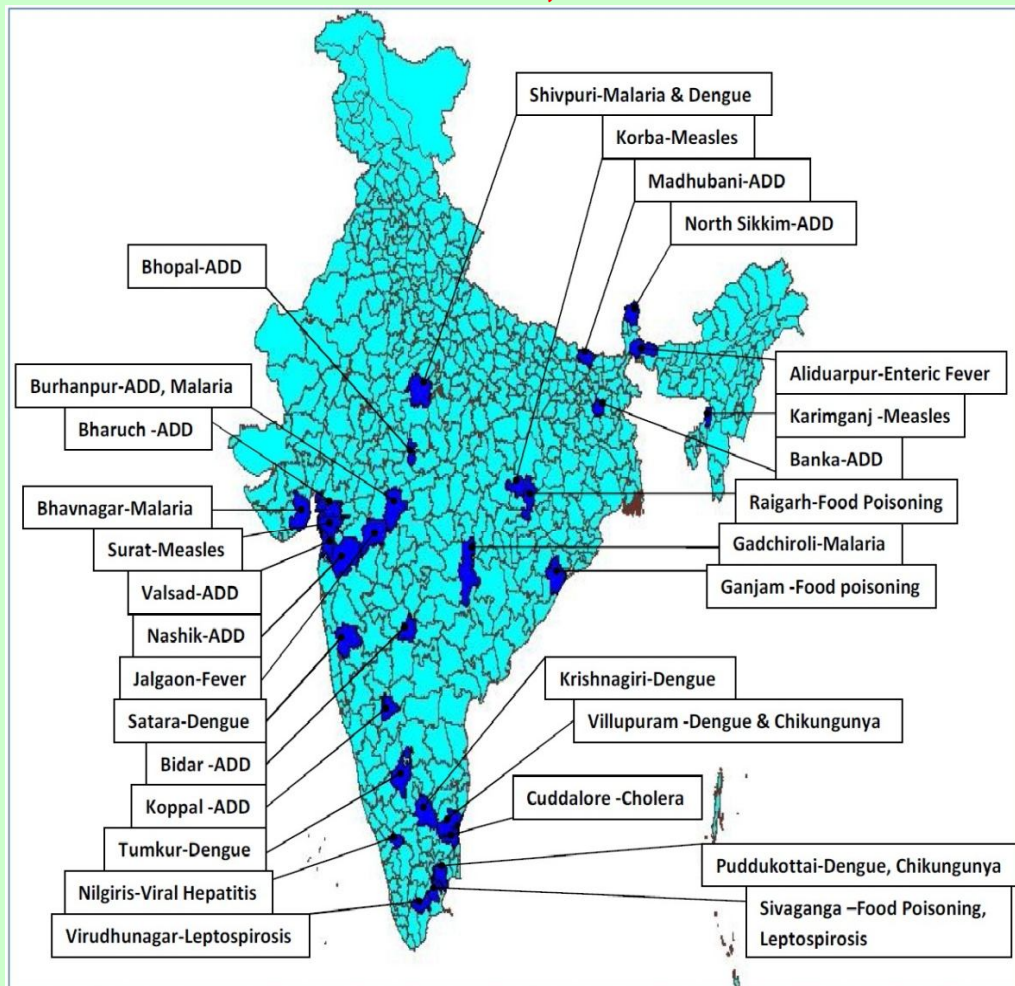 Shivpuri-Malaria & Dengue
Korba-Measles
Madhubani-ADD
North Sikkim-ADD
Bhopal-ADD
Burhanpur-ADD, Malaria
Bharuch -ADD
Bhavnagar-Malaria
Surat-Measles
Valsad-ADD
Nashik-ADD
Jalgaon-Fever
Satara-Dengue
Bidar -ADD
Koppal -ADD
Tumkur-Dengue
Nilgiris-Viral Hepatitis
Virudhunagar-Leptospirosis
Aliduarpur-Enteric Fever
Karimganj -Measles
Banka-ADD
Raigarh-Food Poisoning
Gadchiroli-Malaria
Ganjam -Food poisoning
Krishnagiri-Dengue
Villupuram -Dengue & Chikungunya
Cuddalore -Cholera
Puddukottai-Dengue, Chikungunya
Sivaganga –Food Poisoning,
Leptospirosis